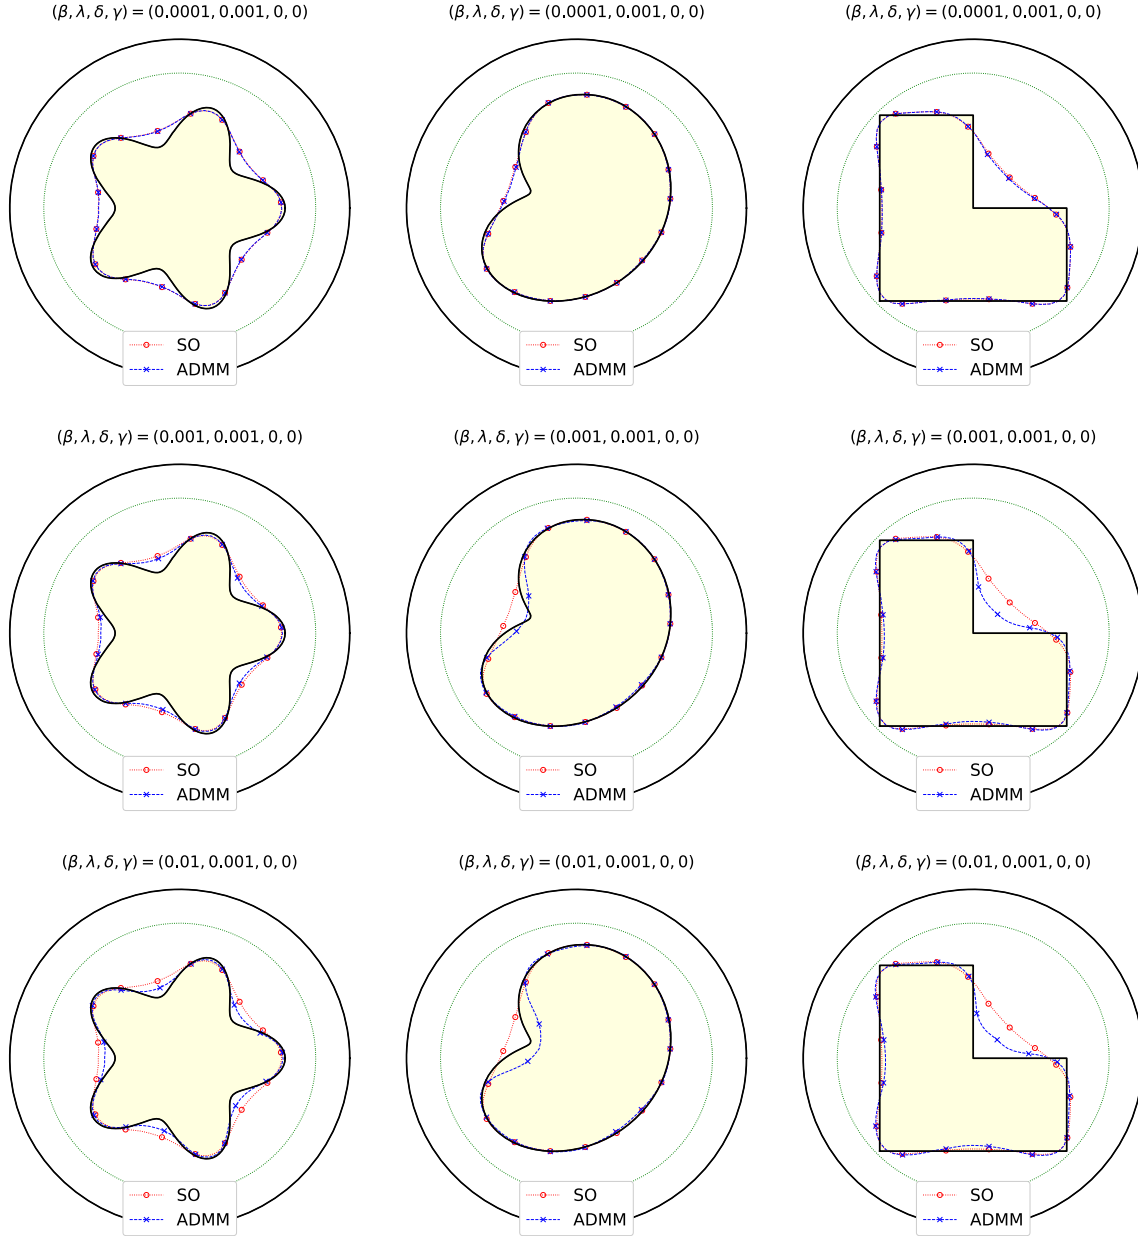 (β, λ, δ, γ) = (0.0001, 0.001, 0, 0)
(β, λ, δ, γ) = (0.0001, 0.001, 0, 0)
(β, λ, δ, γ) = (0.0001, 0.001, 0, 0)
SO
ADMM
SO
ADMM
SO
ADMM
(β, λ, δ, γ) = (0.001, 0.001, 0, 0)
(β, λ, δ, γ) = (0.001, 0.001, 0, 0)
(β, λ, δ, γ) = (0.001, 0.001, 0, 0)
SO
ADMM
SO
ADMM
SO
ADMM
(β, λ, δ, γ) = (0.01, 0.001, 0, 0)
(β, λ, δ, γ) = (0.01, 0.001, 0, 0)
(β, λ, δ, γ) = (0.01, 0.001, 0, 0)
SO
ADMM
SO
ADMM
SO
ADMM